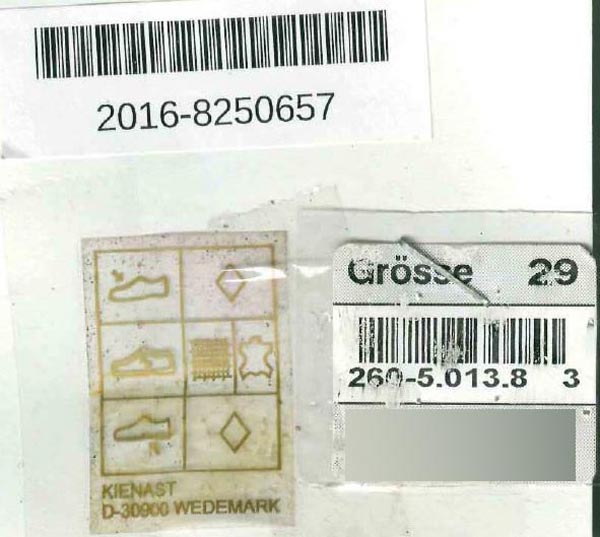 2016-8250657
Grösse 29
260-5.013.8 3
KIENAST
D-30900 WEDEMARK